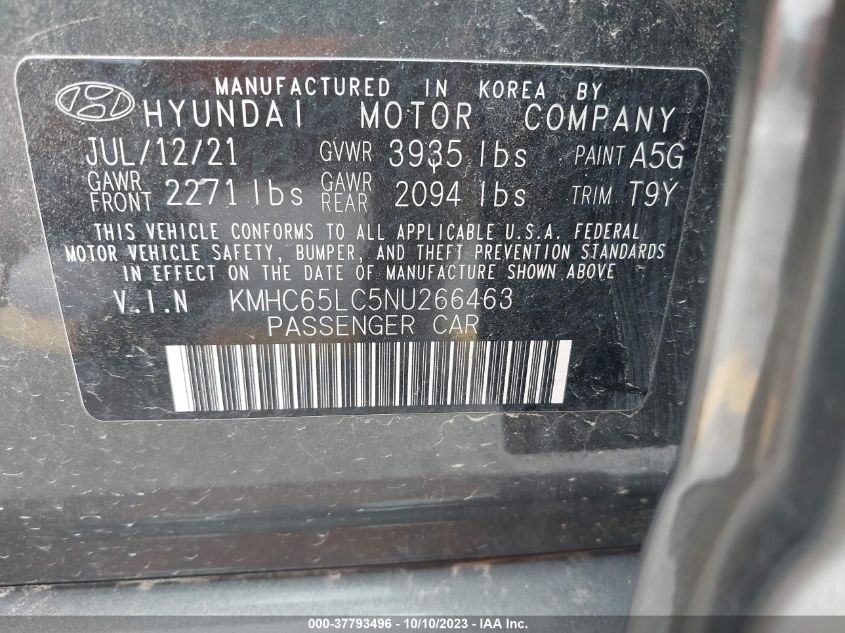 MANUFACTURED IN KOREA BY
HYUNDAI MOTOR COMPANY
JUL/12/21 GVWR 3935 lbs PAINT A5G
GAWR FRONT 2271 lbs GAWR REAR 2094 lbs TRIM T9Y
THIS VEHICLE CONFORMS TO ALL APPLICABLE U.S.A. FEDERAL
MOTOR VEHICLE SAFETY, BUMPER, AND THEFT PREVENTION STANDARDS
IN EFFECT ON THE DATE OF MANUFACTURE SHOWN ABOVE
V.I.N KMHC65LC5NU266463
PASSENGER CAR
000-37793496 - 10/10/2023 - IAA Inc.